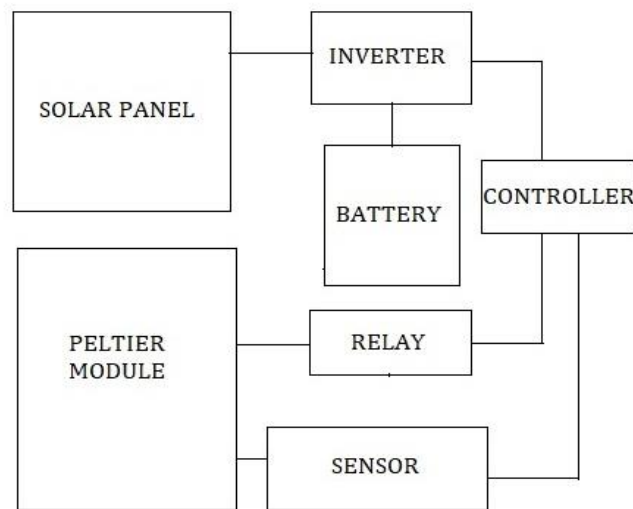 INVERTER
SOLAR PANEL
CONTROLLER
BATTERY
RELAY
PELTIER
MODULE
SENSOR